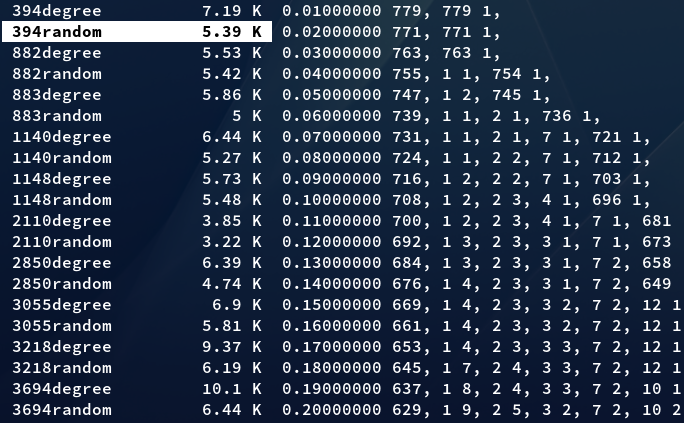 394degree 7.19 K 0.01000000 779, 779 1,
394random 5.39 K 0.02000000 771, 771 1,
882degree 5.53 K 0.03000000 763, 763 1,
882random 5.42 K 0.04000000 755, 1 1, 754 1,
883degree 5.86 K 0.05000000 747, 1 2, 745 1,
883random 5 K 0.06000000 739, 1 1, 2 1, 736 1,
1140degree 6.44 K 0.07000000 731, 1 1, 2 1, 7 1, 721 1,
1140random 5.27 K 0.08000000 724, 1 1, 2 2, 7 1, 712 1,
1148degree 5.73 K 0.09000000 716, 1 2, 2 2, 7 1, 703 1,
1148random 5.48 K 0.10000000 708, 1 2, 2 3, 4 1, 696 1,
2110degree 3.85 K 0.11000000 700, 1 2, 2 3, 4 1, 7 1, 681
2110random 3.22 K 0.12000000 692, 1 3, 2 3, 3 1, 7 1, 673
2850degree 6.39 K 0.13000000 684, 1 3, 2 3, 3 1, 7 2, 658
2850random 4.74 K 0.14000000 676, 1 4, 2 3, 3 1, 7 2, 649
3055degree 6.9 K 0.15000000 669, 1 4, 2 3, 3 2, 7 2, 12 1
3055random 5.81 K 0.16000000 661, 1 4, 2 3, 3 2, 7 2, 12 1
3218degree 9.37 K 0.17000000 653, 1 4, 2 3, 3 3, 7 2, 12 1
3218random 6.19 K 0.18000000 645, 1 7, 2 4, 3 3, 7 2, 12 1
3694degree 10.1 K 0.19000000 637, 1 8, 2 4, 3 3, 7 2, 10 1
3694random 6.44 K 0.20000000 629, 1 9, 2 5, 3 2, 7 2, 10 2